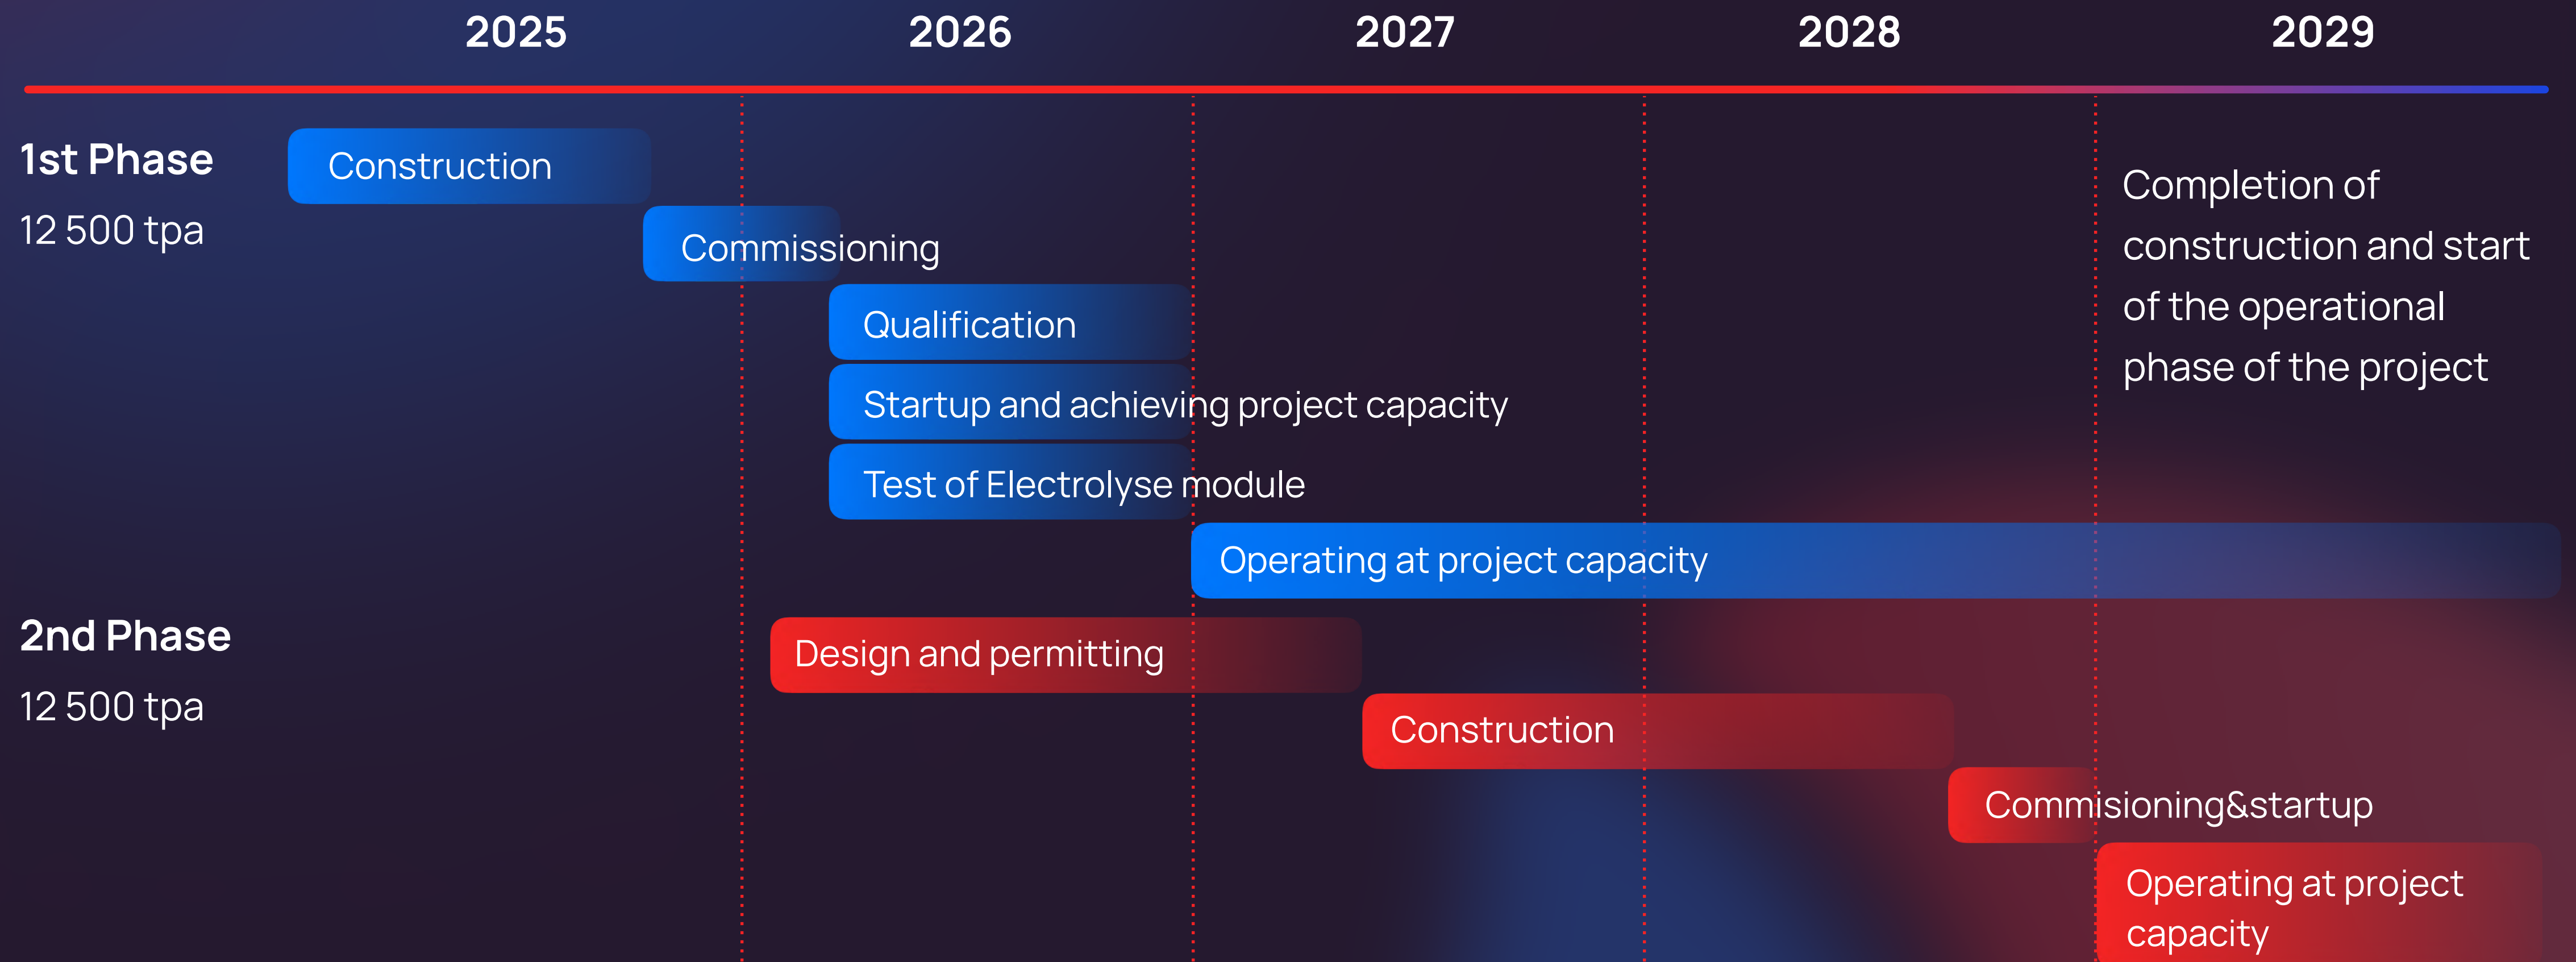 2025 2026 2027 2028 2029
1st Phase
12 500 tpa
Construction
Commissioning
Qualification
Startup and achieving project capacity
Test of Electrolyse module
Operating at project capacity
Completion of
construction and start
of the operational
phase of the project
2nd Phase
12 500 tpa
Design and permitting
Construction
Commisioning&startup
Operating at project
capacity